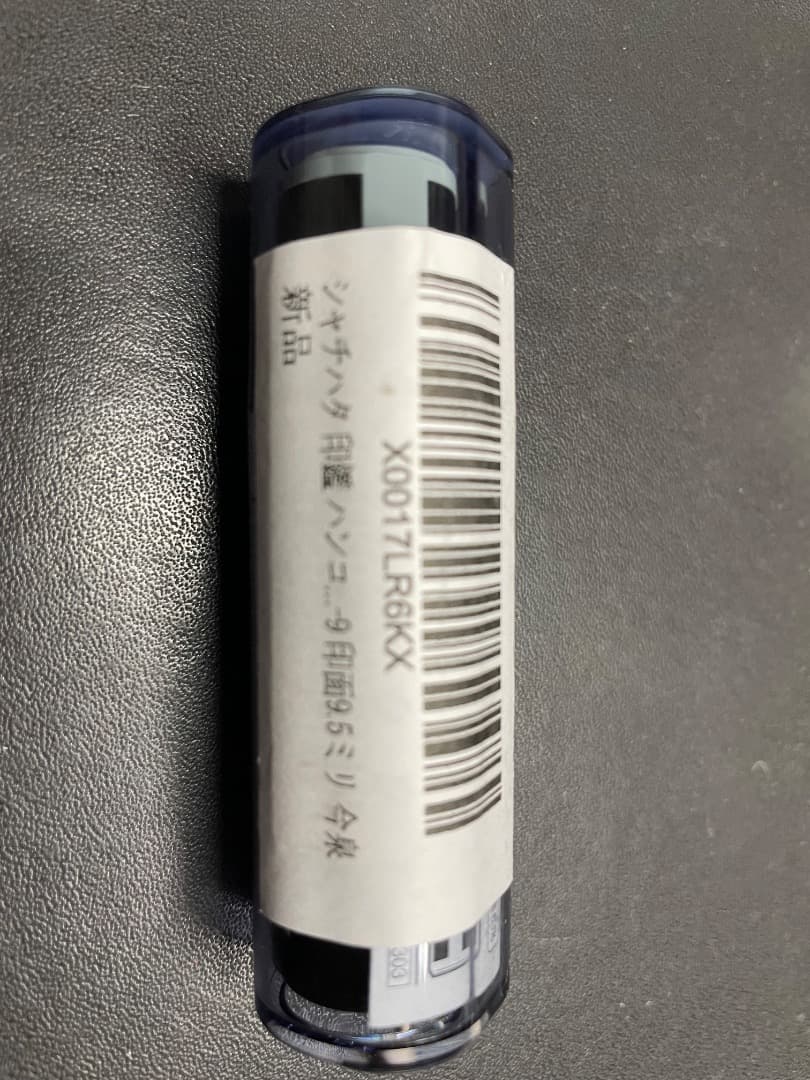 X0017LR6KX
シヤチハタ 印鑑 ハンコ...-9 印面9.5ミリ 今泉
新品
303